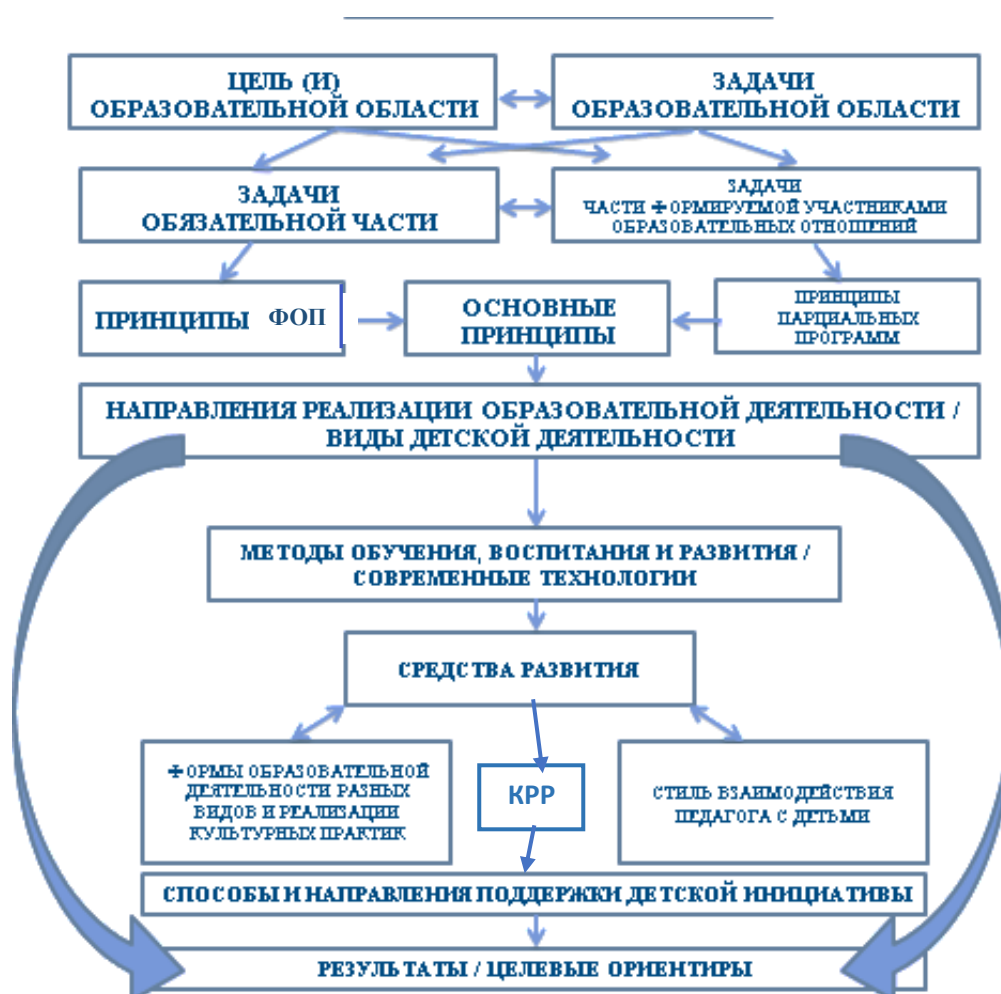 ЦЕЛЬ (И)
ОБРАЗОВАТЕЛЬНОЙ ОБЛАСТИ
ЗАДАЧИ
ОБРАЗОВАТЕЛЬНОЙ ОБЛАСТИ
ЗАДАЧИ
ОБЯЗАТЕЛЬНОЙ ЧАСТИ
ЗАДАЧИ
ЧАСТИ ФОРМИРУЕМОЙ УЧАСТНИКАМИ
ОБРАЗОВАТЕЛЬНЫХ ОТНОШЕНИЙ
ПРИНЦИПЫ ФОП
ОСНОВНЫЕ
ПРИНЦИПЫ
ПРИНЦИПЫ
ПАРЦИАЛЬНЫХ
ПРОГРАММ
НАПРАВЛЕНИЯ РЕАЛИЗАЦИИ ОБРАЗОВАТЕЛЬНОЙ ДЕЯТЕЛЬНОСТИ /
ВИДЫ ДЕТСКОЙ ДЕЯТЕЛЬНОСТИ
МЕТОДЫ ОБУЧЕНИЯ, ВОСПИТАНИЯ И РАЗВИТИЯ /
СОВРЕМЕННЫЕ ТЕХНОЛОГИИ
СРЕДСТВА РАЗВИТИЯ
ФОРМЫ ОБРАЗОВАТЕЛЬНОЙ
ДЕЯТЕЛЬНОСТИ РАЗНЫХ
ВИДОВ И РЕАЛИЗАЦИИ
КУЛЬТУРНЫХ ПРАКТИК
КРР
СТИЛЬ ВЗАИМОДЕЙСТВИЯ
ПЕДАГОГА С ДЕТЬМИ
СПОСОБЫ И НАПРАВЛЕНИЯ ПОДДЕРЖКИ ДЕТСКОЙ ИНИЦИАТИВЫ
РЕЗУЛЬТАТЫ / ЦЕЛЕВЫЕ ОРИЕНТИРЫ